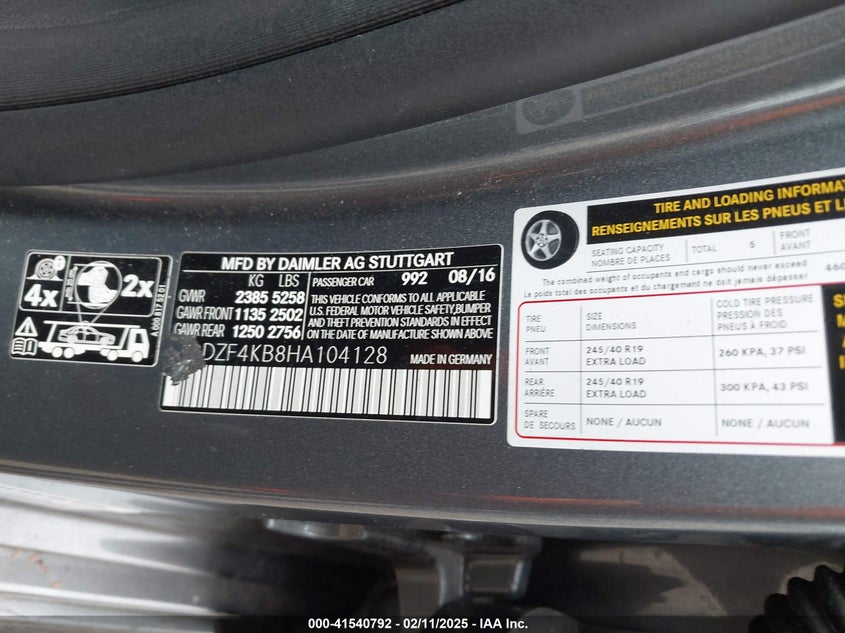 4x
2x
A 000 817 52 01
MFD BY DAIMLER AG STUTTGART
KG LBS
PASSENGER CAR 992 08/16
GVWR 2385 5258
GAWR FRONT 1135 2502
GAWR REAR 1250 2756
THIS VEHICLE CONFORMS TO ALL APPLICABLE
U.S. FEDERAL MOTOR VEHICLE SAFETY,BUMPER
AND THEFT PREVENTION STANDARDS IN EFFECT
ON THE DATE OF MANUFACTURE SHOWN ABOVE
DZF4KB8HA104128
MADE IN GERMANY
TIRE AND LOADING
RENSEIGNEMENTS SUR LES PNEUS ET
SEATING CAPACITY
NOMBRE DE PLACES
TOTAL 5
FRONT
AVANT
The combined weight of occupants and cargo should never exceed
Le poids total des occupants et du chargement ne doit jamais dépasser
460
TIRE
PNEU
SIZE
DIMENSIONS
COLD TIRE PRESSURE
PRESSION DES
PNEUS À FROID
FRONT
AVANT
245/40 R19
EXTRA LOAD
260 KPA, 37 PSI
REAR
ARRIÈRE
245/40 R19
EXTRA LOAD
300 KPA, 43 PSI
SPARE
DE SECOURS
NONE / AUCUN
NONE / AUCUN
000-41540792 - 02/11/2025 - IAA Inc.